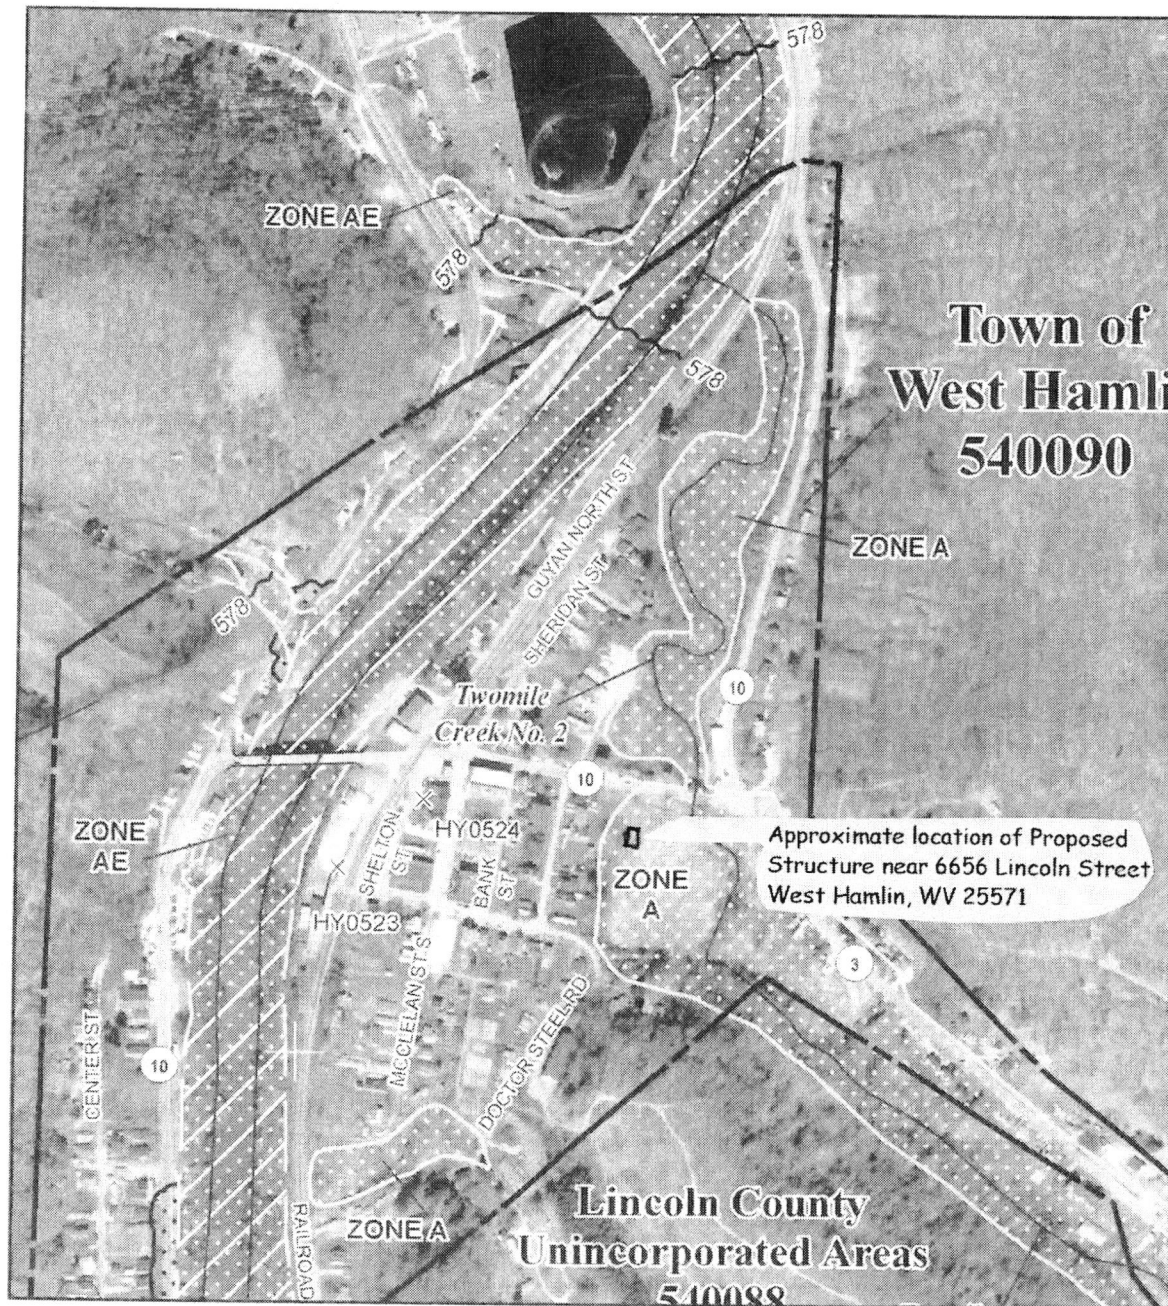 578
ZONE AE
578
Town of
West Hamli
540090
578
GUYAN NORTH ST
SHERIDAN ST
ZONE A
578
10
Twomile
Creek No. 2
10
ZONE
AE
HY0524
SHELTON
ST
BANK
ST
Approximate location of Proposed
Structure near 6656 Lincoln Street
West Hamlin, WV 25571
ZONE
A
HY0523
MCCLELAN ST S
3
DOCTOR STEEL RD
CENTER ST
10
RAILROAD
ZONE A
Lincoln County
Unincorporated Areas
540088